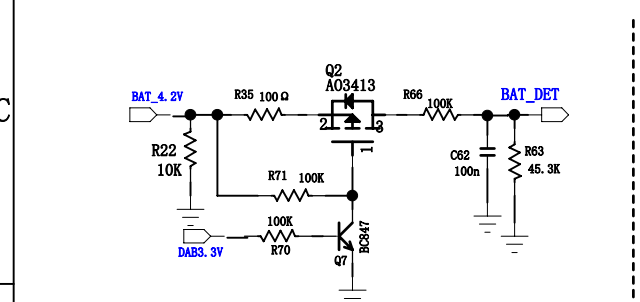 Q2
AO3413
BAT_4.2V
R35 100Ω
R66
100K
BAT_DET
2
3
1
C
R22
10K
C62
100n
R63
45.3K
R71 100K
100K
R70
DAB3.3V
Q7
BC847